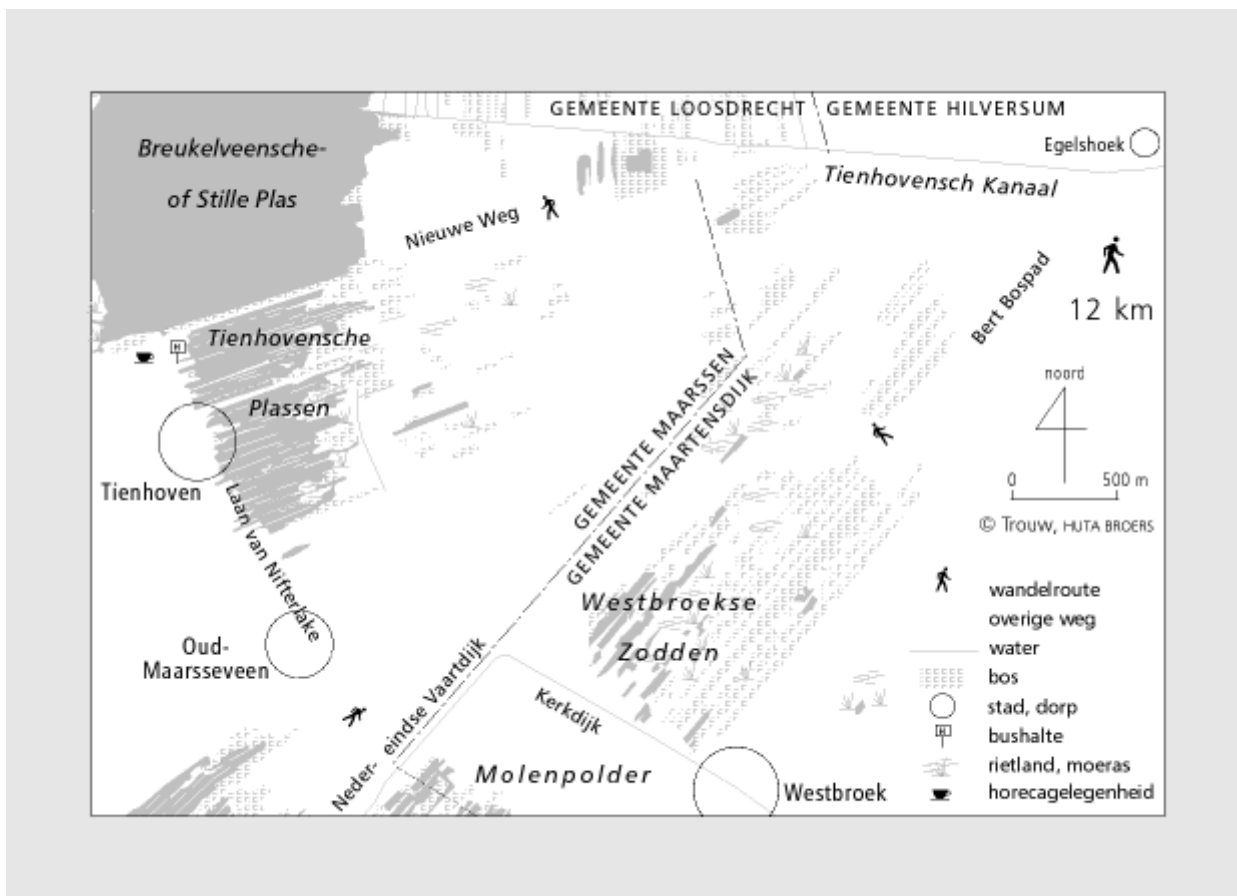 GEMEENTE LOOSDRECHT
GEMEENTE HILVERSUM
Egelshoek
Breukelveensche-
of Stille Plas
Tienhovensch Kanaal
Nieuwe Weg
Bert Bospad
12 km
Tienhovensche
Plassen
H
noord
0 500 m
© Trouw, HUTA BROERS
GEMEENTE MAARSSEN
GEMEENTE MAARTENSDIJK
Tienhoven
Laan van Nifterlake
Oud-
Maarsseveen
Westbroekse
Zodden
Neder- eindse Vaartdijk
Kerkdijk
Molenpolder
Westbroek
wandelroute
overige weg
water
bos
stad, dorp
H
bushalte
rietland, moeras
horecagelegenheid